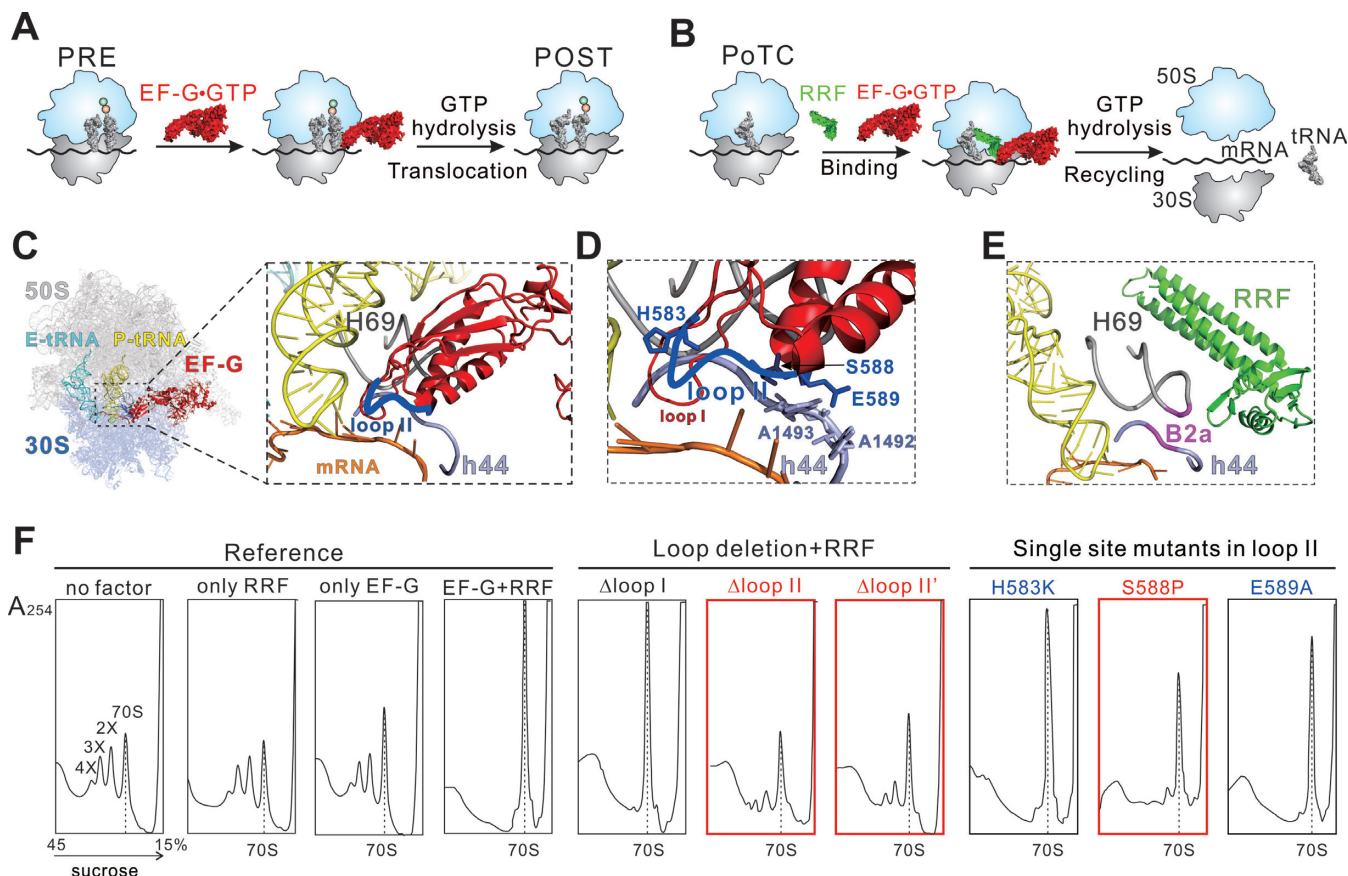 A
PRE
EF-G•GTP
GTP
hydrolysis
Translocation
POST
B
PoTC
RRF
EF-G•GTP
Binding
GTP
hydrolysis
Recycling
50S
mRNA
tRNA
30S
C
50S
E-tRNA
P-tRNA
EF-G
30S
H69
loop II
mRNA
h44
D
H583
S588
loop II
E589
loop I
A1493
A1492
h44
E
RRF
H69
B2a
h44
F
Reference
Loop deletion+RRF
Single site mutants in loop II
no factor
only RRF
only EF-G
EF-G+RRF
Δloop I
Δloop II
Δloop II'
H583K
S588P
E589A
A254
70S
2X
3X
4X
45
15%
sucrose
70S
70S
70S
70S
70S
70S
70S
70S
70S